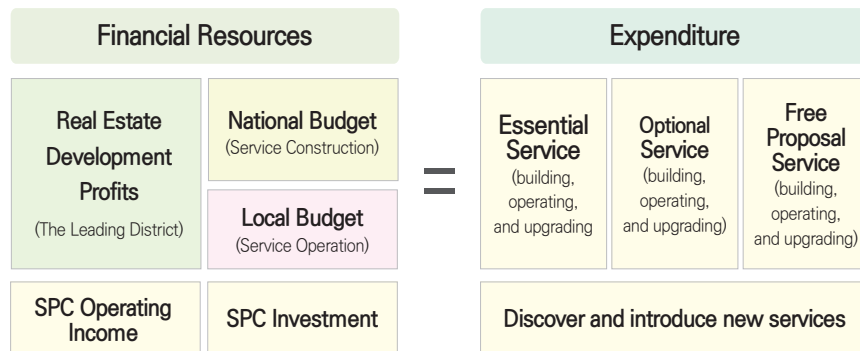 Financial Resources
Expenditure
Real Estate
Development
Profits
(The Leading District)
National Budget
(Service Construction)
Local Budget
(Service Operation)
=
Essential
Service
(building,
operating,
and upgrading
Optional
Service
(building,
operating,
and upgrading)
Free
Proposal
Service
(building,
operating,
and upgrading)
SPC Operating
Income
SPC Investment
Discover and introduce new services